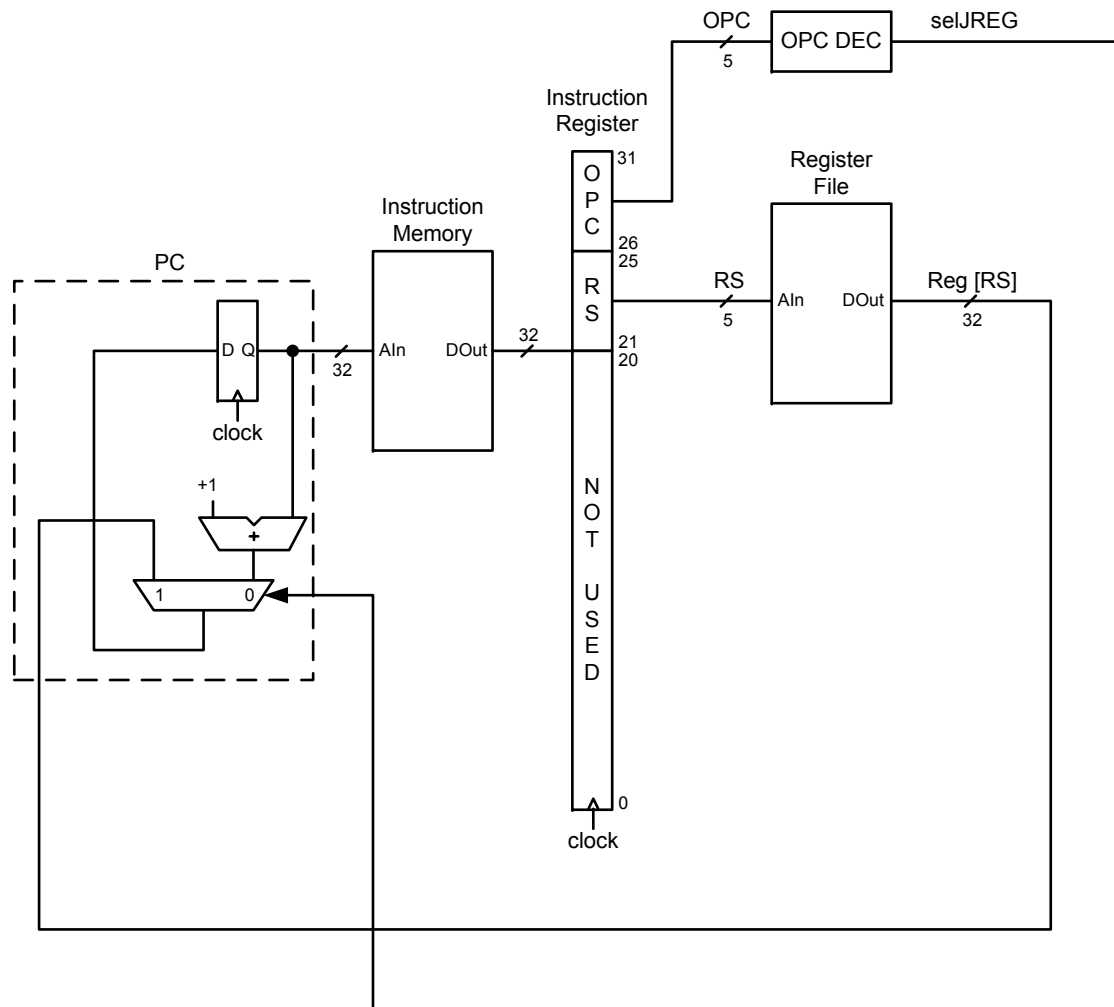 OPC
5
OPC DEC
selJREG
Instruction
Register
31
O
P
C
26
25
R
S
21
20
N
O
T
U
S
E
D
0
clock
Register
File
RS
5
AIn
DOut
Reg [RS]
32
Instruction
Memory
AIn
DOut
32
32
PC
D Q
clock
+1
+
1
0